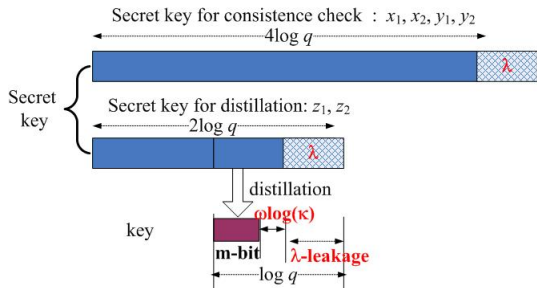 Secret key for consistence check : x₁, x₂, y₁, y₂
4log q
λ
Secret
key
Secret key for distillation: z₁, z₂
2log q
λ
distillation
ωlog(κ)
key
m-bit
λ-leakage
log q